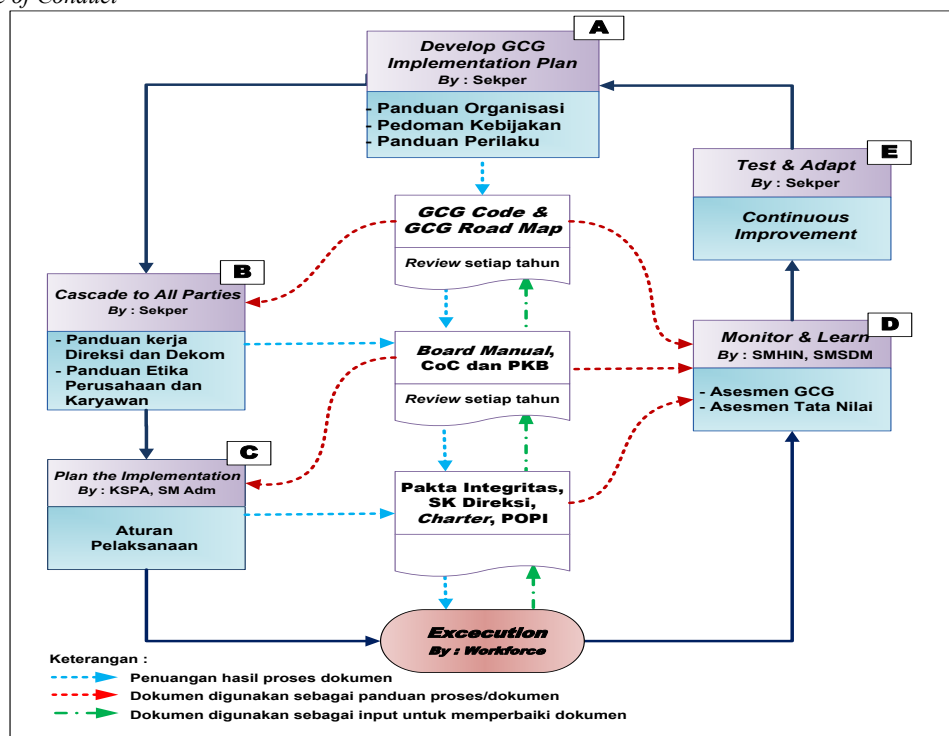 of Conduct
A
Develop GCG
Implementation Plan
By : Sekper
- Panduan Organisasi
- Pedoman Kebijakan
- Panduan Perilaku
E
Test & Adapt
By : Sekper
Continuous
Improvement
GCG Code &
GCG Road Map
Review setiap tahun
B
Cascade to All Parties
By : Sekper
- Panduan kerja
Direksi dan Dekom
- Panduan Etika
Perusahaan dan
Karyawan
Board Manual,
CoC dan PKB
Review setiap tahun
D
Monitor & Learn
By : SMHIN, SMSDM
- Asesmen GCG
- Asesmen Tata Nilai
C
Plan the Implementation
By : KSPA, SM Adm
Aturan
Pelaksanaan
Pakta Integritas,
SK Direksi,
Charter, POPI
Excecution
By : Workforce
Keterangan :
Penuangan hasil proses dokumen
Dokumen digunakan sebagai panduan proses/dokumen
Dokumen digunakan sebagai input untuk memperbaiki dokumen